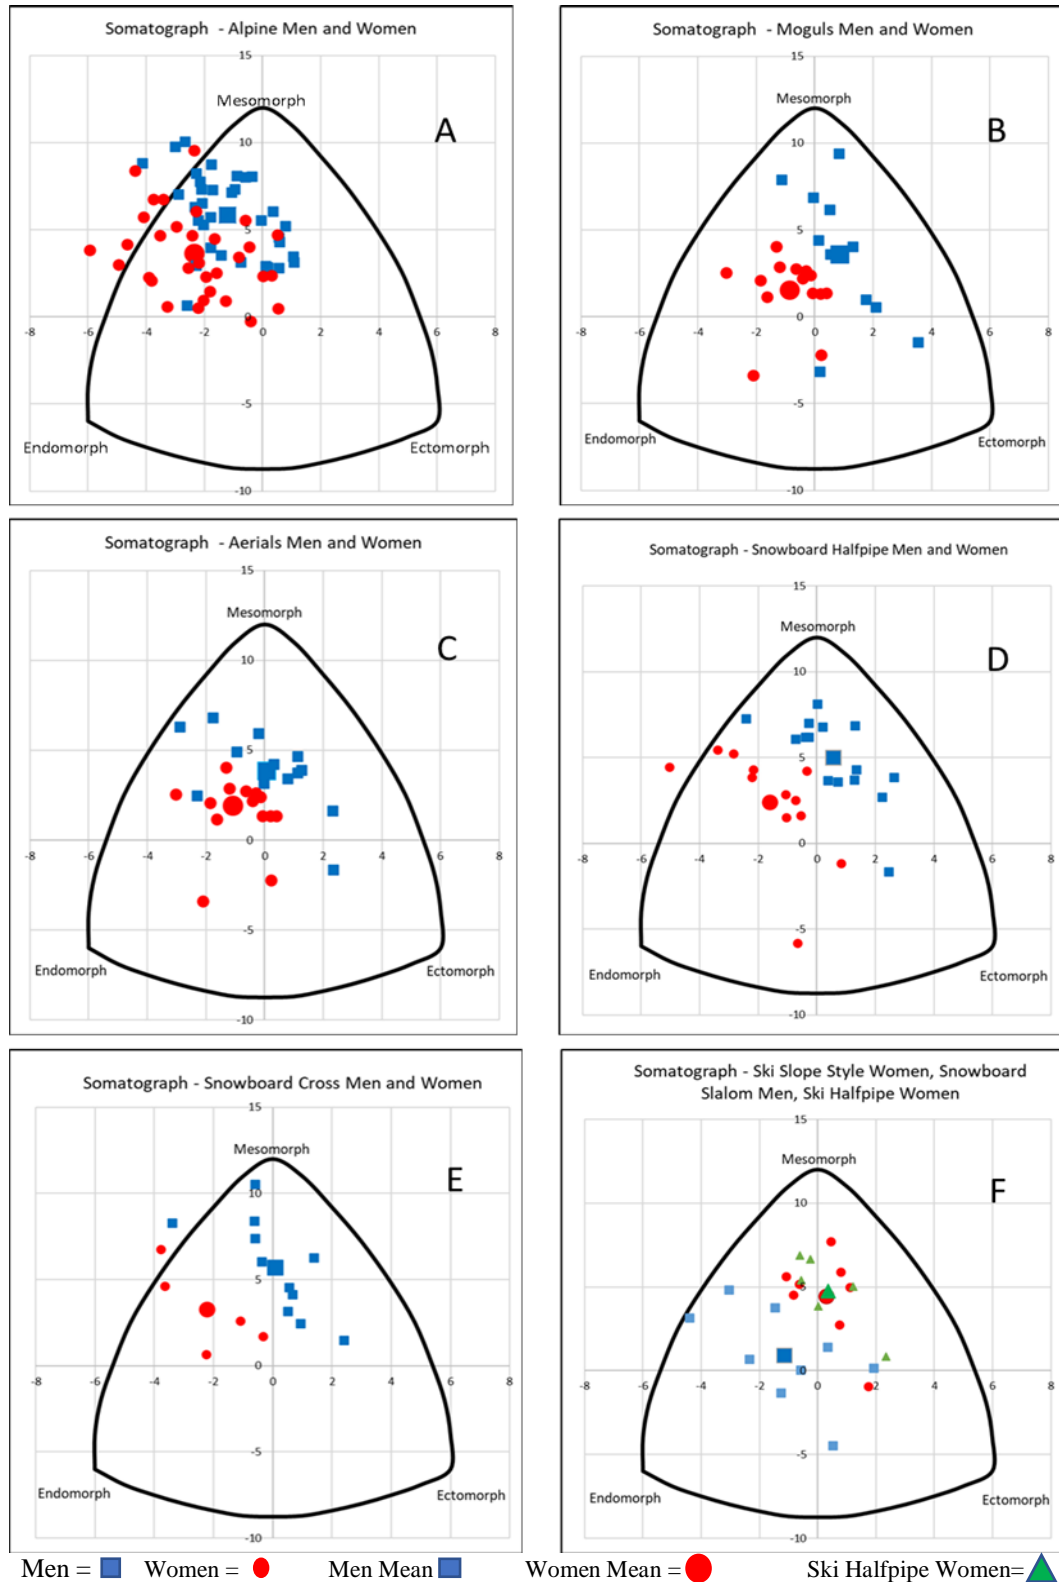 Somatograph - Alpine Men and Women
15
Mesomorph
A
10
5
-8 -6 -4 -2 0 0 2 4 6 8
-5
Endomorph Ectomorph
-10
Somatograph - Moguls Men and Women
15
Mesomorph
B
10
5
-8 -6 -4 -2 0 0 2 4 6 8
-5
Endomorph Ectomorph
-10
Somatograph - Aerials Men and Women
15
Mesomorph
C
10
5
-8 -6 -4 -2 0 0 2 4 6 8
-5
Endomorph Ectomorph
-10
Somatograph - Snowboard Halfpipe Men and Women
15
Mesomorph
D
10
5
-8 -6 -4 -2 0 0 2 4 6 8
-5
Endomorph Ectomorph
-10
Somatograph - Snowboard Cross Men and Women
15
Mesomorph
E
10
5
-8 -6 -4 -2 0 0 2 4 6 8
-5
Endomorph Ectomorph
-10
Somatograph - Ski Slope Style Women, Snowboard
Slalom Men, Ski Halfpipe Women
15
Mesomorph
F
10
5
-8 -6 -4 -2 0 0 2 4 6 8
-5
Endomorph Ectomorph
-10
Men = Women = Men Mean Women Mean = Ski Halfpipe Women=